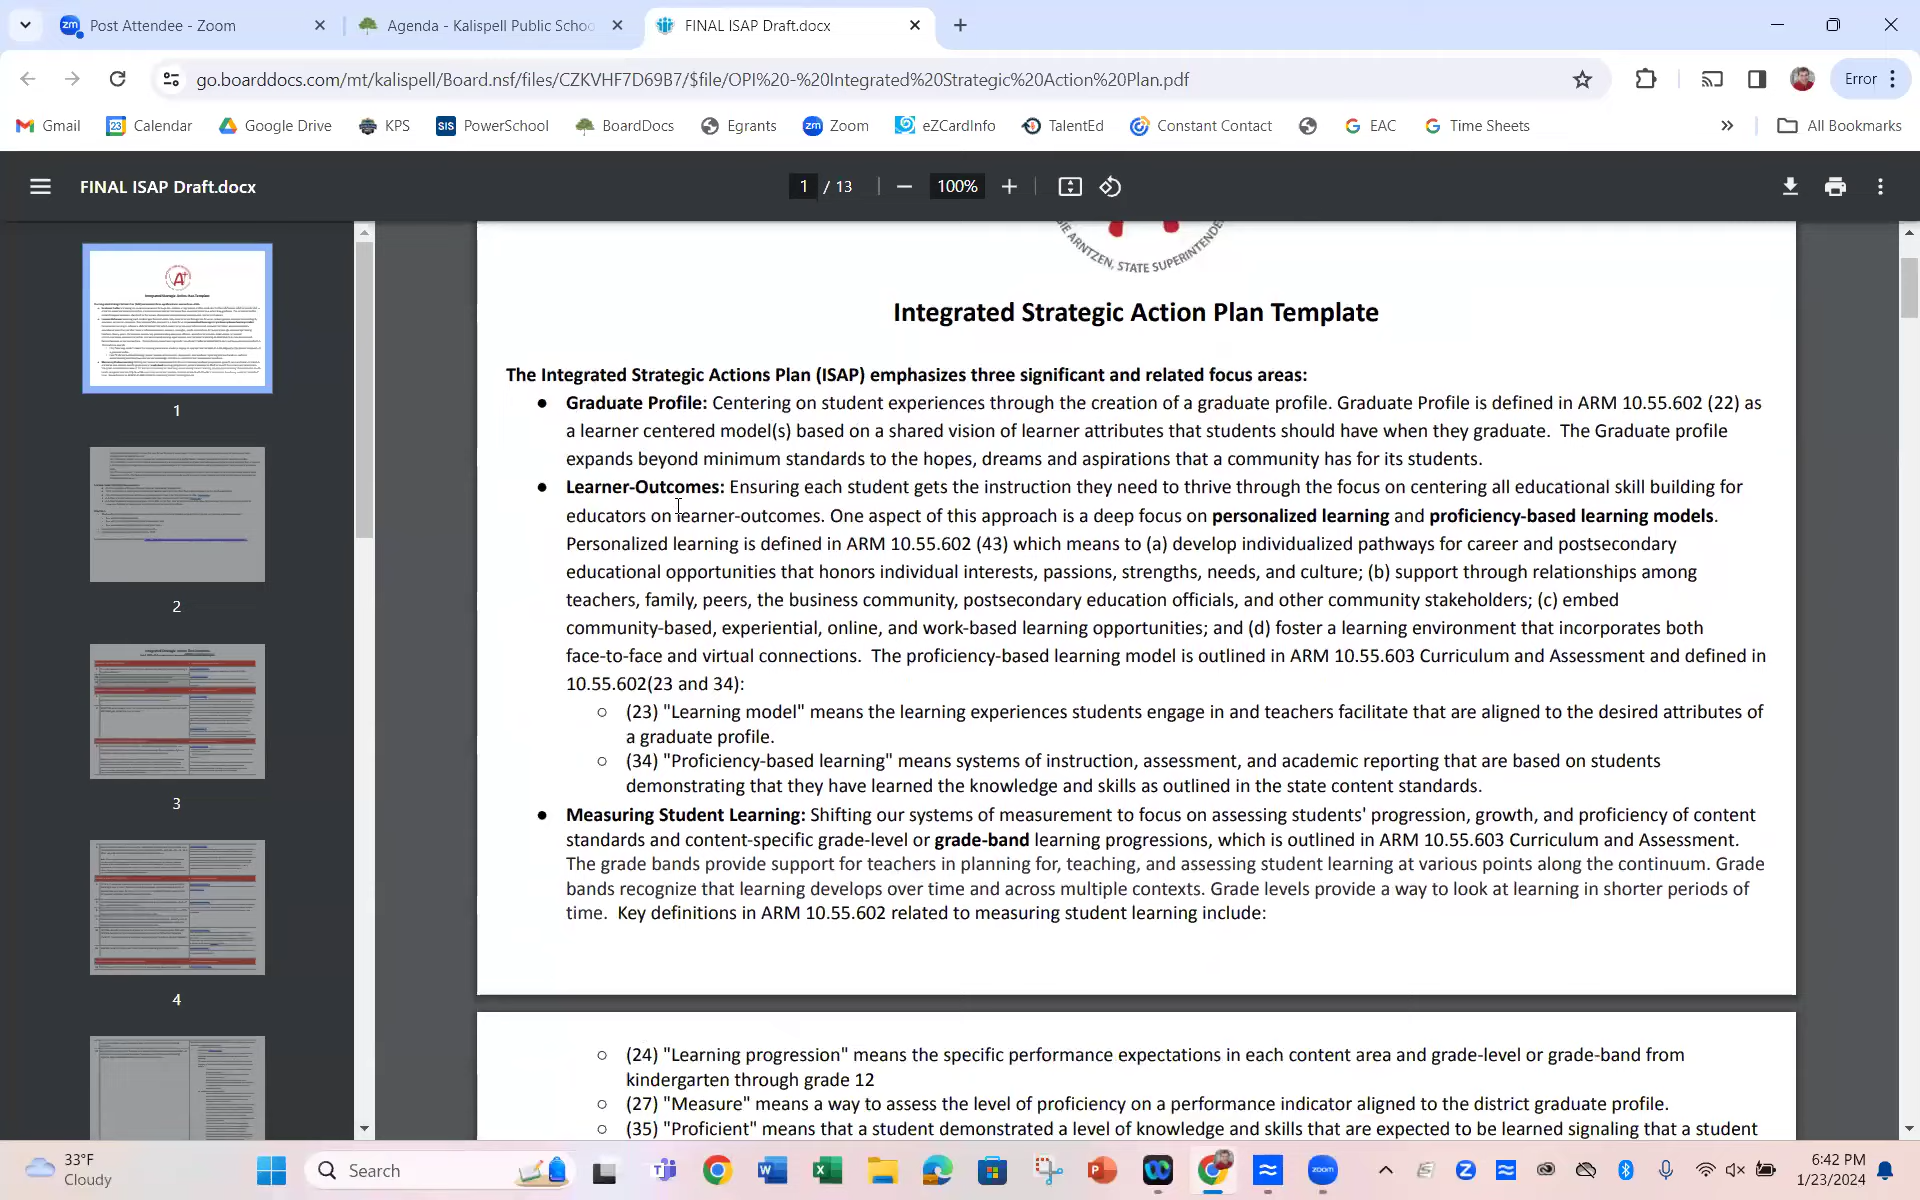 Post Attendee - Zoom
Agenda - Kalispell Public Schoo
FINAL ISAP Draft.docx
go.boarddocs.com/mt/kalispell/Board.nsf/files/CZKVHF7D69B7/$file/OPI%20-%20Integrated%20Strategic%20Action%20Plan.pdf
Error
Gmail
Calendar
Google Drive
KPS
PowerSchool
BoardDocs
Egrants
Zoom
eZCardInfo
TalentEd
Constant Contact
EAC
Time Sheets
All Bookmarks
FINAL ISAP Draft.docx
1 / 13
100%
IE ARNTZEN, STATE SUPERINTENDE
Integrated Strategic Action Plan Template
The Integrated Strategic Actions Plan (ISAP) emphasizes three significant and related focus areas:
● Graduate Profile: Centering on student experiences through the creation of a graduate profile. Graduate Profile is defined in ARM 10.55.602 (22) as
a learner centered model(s) based on a shared vision of learner attributes that students should have when they graduate. The Graduate profile
expands beyond minimum standards to the hopes, dreams and aspirations that a community has for its students.
● Learner-Outcomes: Ensuring each student gets the instruction they need to thrive through the focus on centering all educational skill building for
educators on learner-outcomes. One aspect of this approach is a deep focus on personalized learning and proficiency-based learning models.
Personalized learning is defined in ARM 10.55.602 (43) which means to (a) develop individualized pathways for career and postsecondary
educational opportunities that honors individual interests, passions, strengths, needs, and culture; (b) support through relationships among
teachers, family, peers, the business community, postsecondary education officials, and other community stakeholders; (c) embed
community-based, experiential, online, and work-based learning opportunities; and (d) foster a learning environment that incorporates both
face-to-face and virtual connections. The proficiency-based learning model is outlined in ARM 10.55.603 Curriculum and Assessment and defined in
10.55.602(23 and 34):
○ (23) "Learning model" means the learning experiences students engage in and teachers facilitate that are aligned to the desired attributes of
a graduate profile.
○ (34) "Proficiency-based learning" means systems of instruction, assessment, and academic reporting that are based on students
demonstrating that they have learned the knowledge and skills as outlined in the state content standards.
● Measuring Student Learning: Shifting our systems of measurement to focus on assessing students' progression, growth, and proficiency of content
standards and content-specific grade-level or grade-band learning progressions, which is outlined in ARM 10.55.603 Curriculum and Assessment.
The grade bands provide support for teachers in planning for, teaching, and assessing student learning at various points along the continuum. Grade
bands recognize that learning develops over time and across multiple contexts. Grade levels provide a way to look at learning in shorter periods of
time. Key definitions in ARM 10.55.602 related to measuring student learning include:
○ (24) "Learning progression" means the specific performance expectations in each content area and grade-level or grade-band from
kindergarten through grade 12
○ (27) "Measure" means a way to assess the level of proficiency on a performance indicator aligned to the district graduate profile.
○ (35) "Proficient" means that a student demonstrated a level of knowledge and skills that are expected to be learned signaling that a student
1
2
3
4
33°F
Cloudy
Search
6:42 PM
1/23/2024